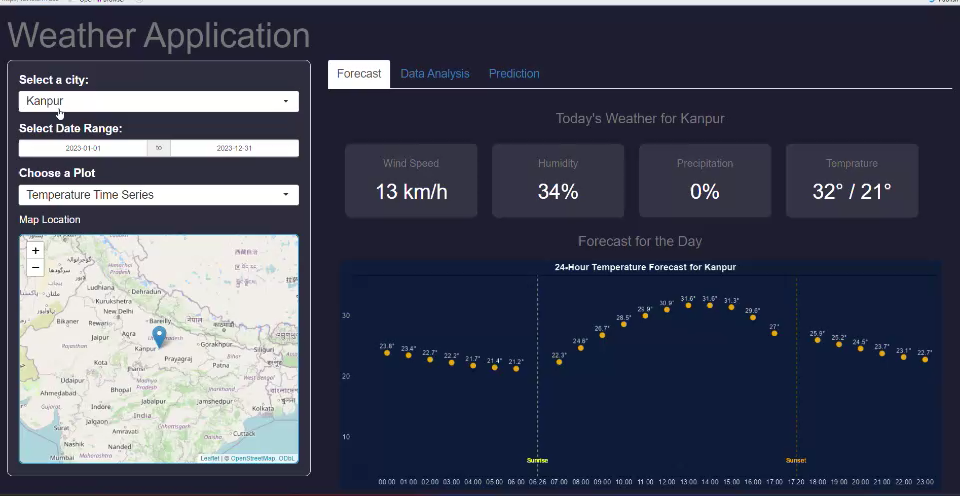 Weather Application
Select a city:
Kanpur
Select Date Range:
2023-01-01 to 2023-12-31
Choose a Plot
Temperature Time Series
Map Location
+
−
Ludhiana
Dehradun
Kurukshetra
New Delhi
Bikaner
Bareilly
Jaipur
Agra
Gorakhpur
Kanpur
Siliguri
Kota
Prayagraj
Udaipur
Ahmedabad
Bhopal
Jabalpur
Jamshedpur
Indore
India
Kolkata
Surat
Jalgaon
Amravati
Cuttack
Nashik
Mumbai
Nanded
Leaflet | © OpenStreetMap, ODbL
Forecast Data Analysis Prediction
Today's Weather for Kanpur
Wind Speed
13 km/h
Humidity
34%
Precipitation
0%
Temprature
32° / 21°
Forecast for the Day
24-Hour Temperature Forecast for Kanpur
30
20
10
23.8° 23.4° 22.7° 22.2° 21.7° 21.4° 21.2° 22.3° 24.8° 26.7° 28.5° 29.9° 30.9° 31.6° 31.6° 31.3° 29.6° 27° 25.9° 25.2° 24.5° 23.7° 23.1° 22.7°
Sunrise
Sunset
00:00 01:00 02:00 03:00 04:00 05:00 06:00 06:26 07:00 08:00 09:00 10:00 11:00 12:00 13:00 14:00 15:00 16:00 17:00 17:20 18:00 19:00 20:00 21:00 22:00 23:00